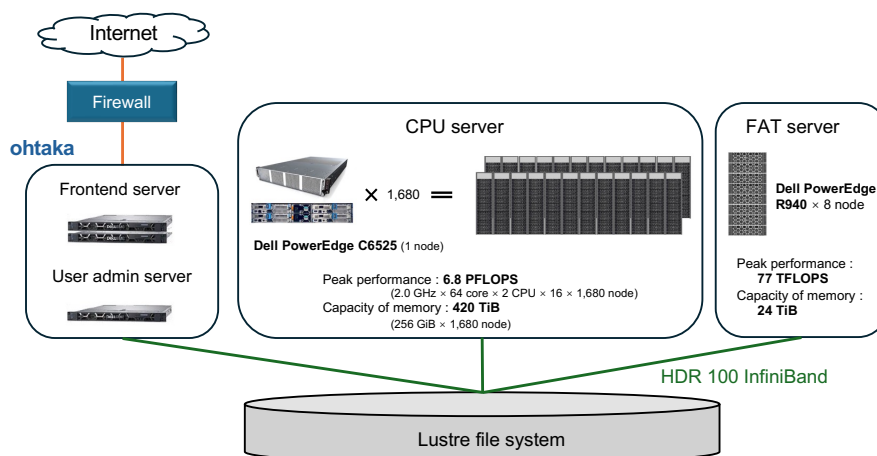 Internet
Firewall
ohtaka
Frontend server
User admin server
CPU server
× 1,680 =
Dell PowerEdge C6525 (1 node)
Peak performance : 6.8 PFLOPS
(2.0 GHz × 64 core × 2 CPU × 16 × 1,680 node)
Capacity of memory : 420 TiB
(256 GiB × 1,680 node)
FAT server
Dell PowerEdge
R940 × 8 node
Peak performance :
77 TFLOPS
Capacity of memory :
24 TiB
HDR 100 InfiniBand
Lustre file system